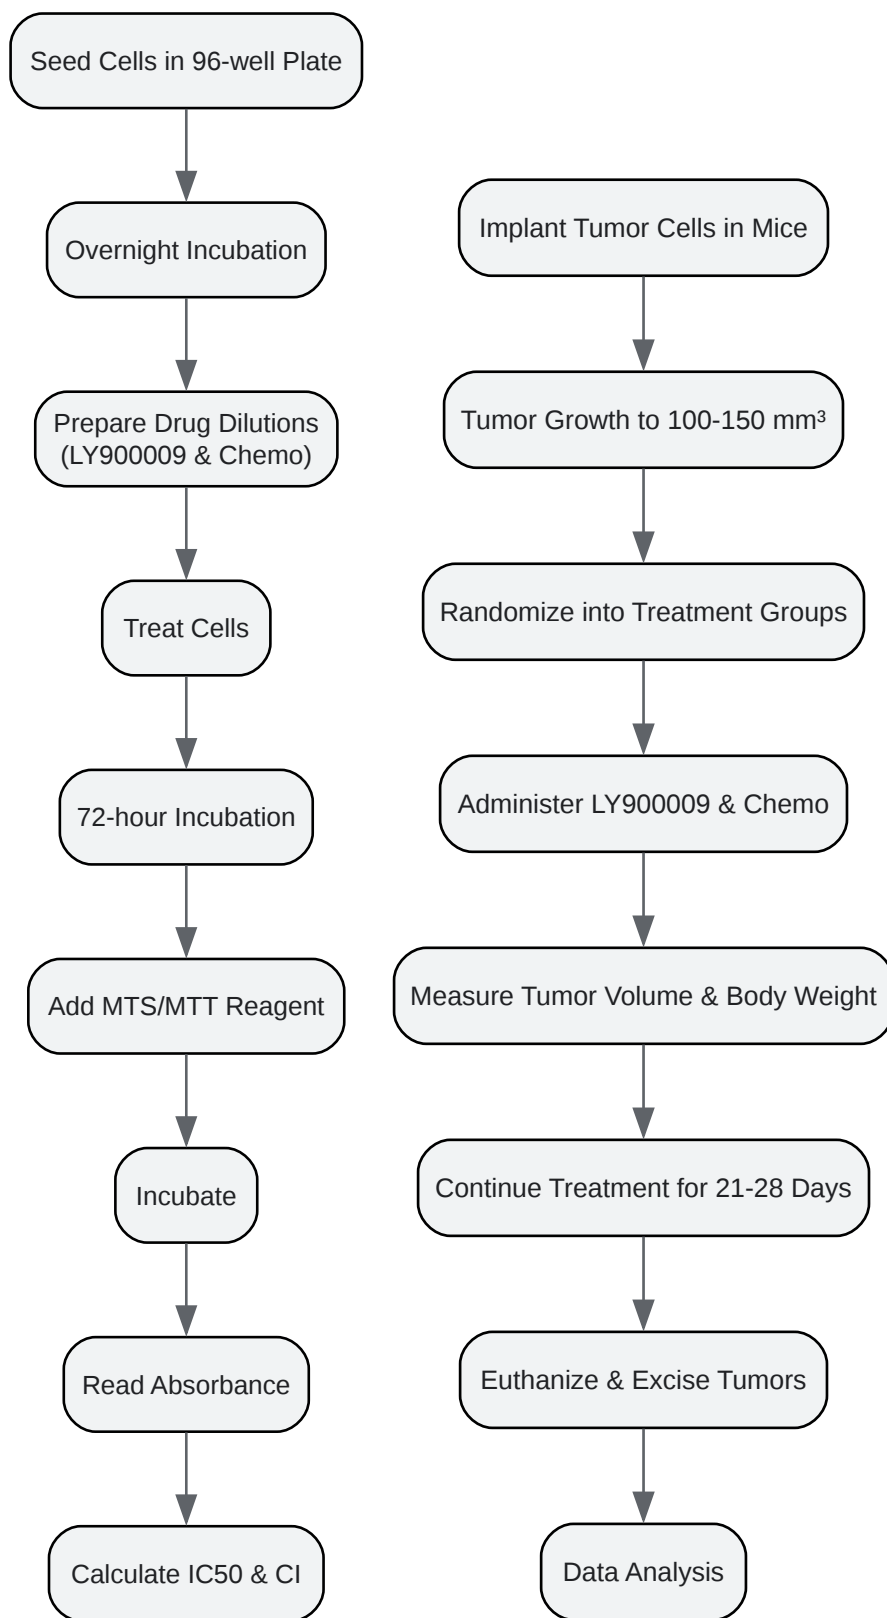 Seed Cells in 96-well Plate
Overnight Incubation
Prepare Drug Dilutions
(LY900009 & Chemo)
Treat Cells
72-hour Incubation
Add MTS/MTT Reagent
Incubate
Read Absorbance
Calculate IC50 & CI
Implant Tumor Cells in Mice
Tumor Growth to 100-150 mm³
Randomize into Treatment Groups
Administer LY900009 & Chemo
Measure Tumor Volume & Body Weight
Continue Treatment for 21-28 Days
Euthanize & Excise Tumors
Data Analysis